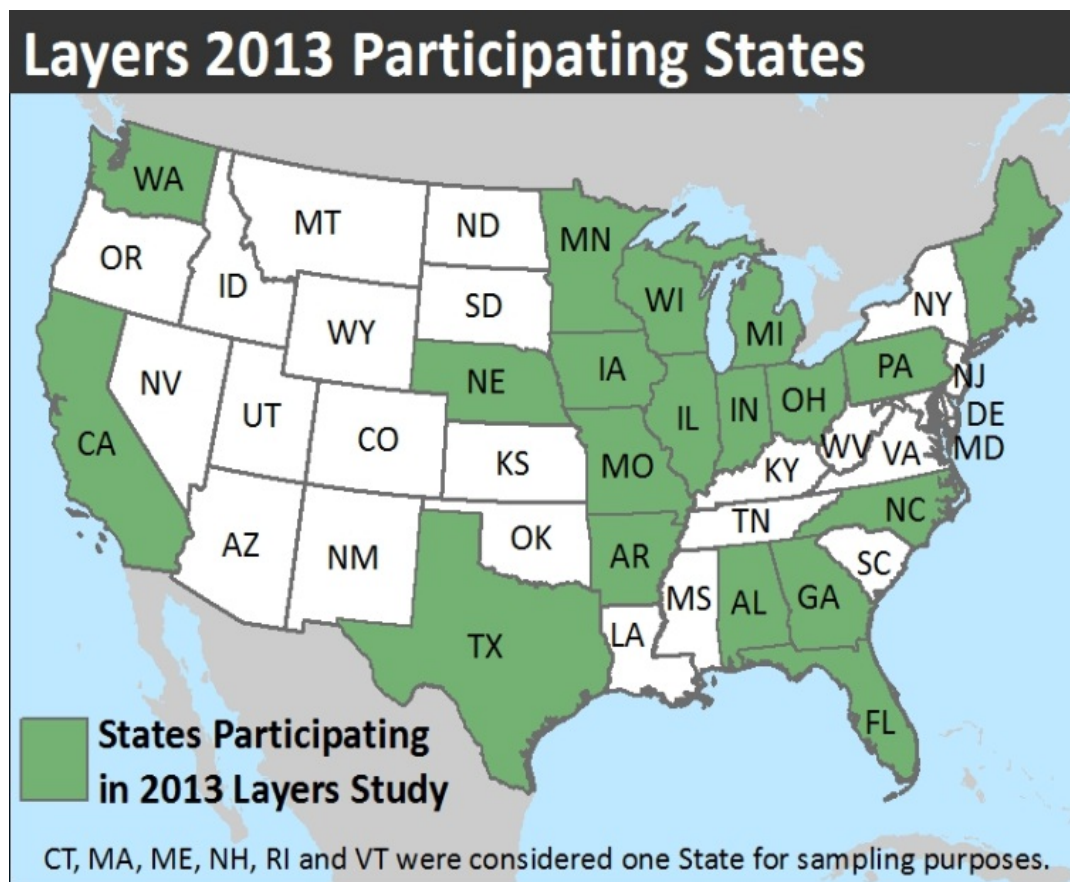 Layers 2013 Participating States
WA
MT
ND
MN
OR
ID
SD
WI
NY
WY
MI
NE
IA
PA
NJ
NV
UT
CO
IL
IN
OH
DE
CA
KS
MO
KY
WV
VA
MD
AZ
NM
OK
TN
NC
AR
SC
MS
AL
GA
TX
LA
FL
States Participating
in 2013 Layers Study
CT, MA, ME, NH, RI and VT were considered one State for sampling purposes.